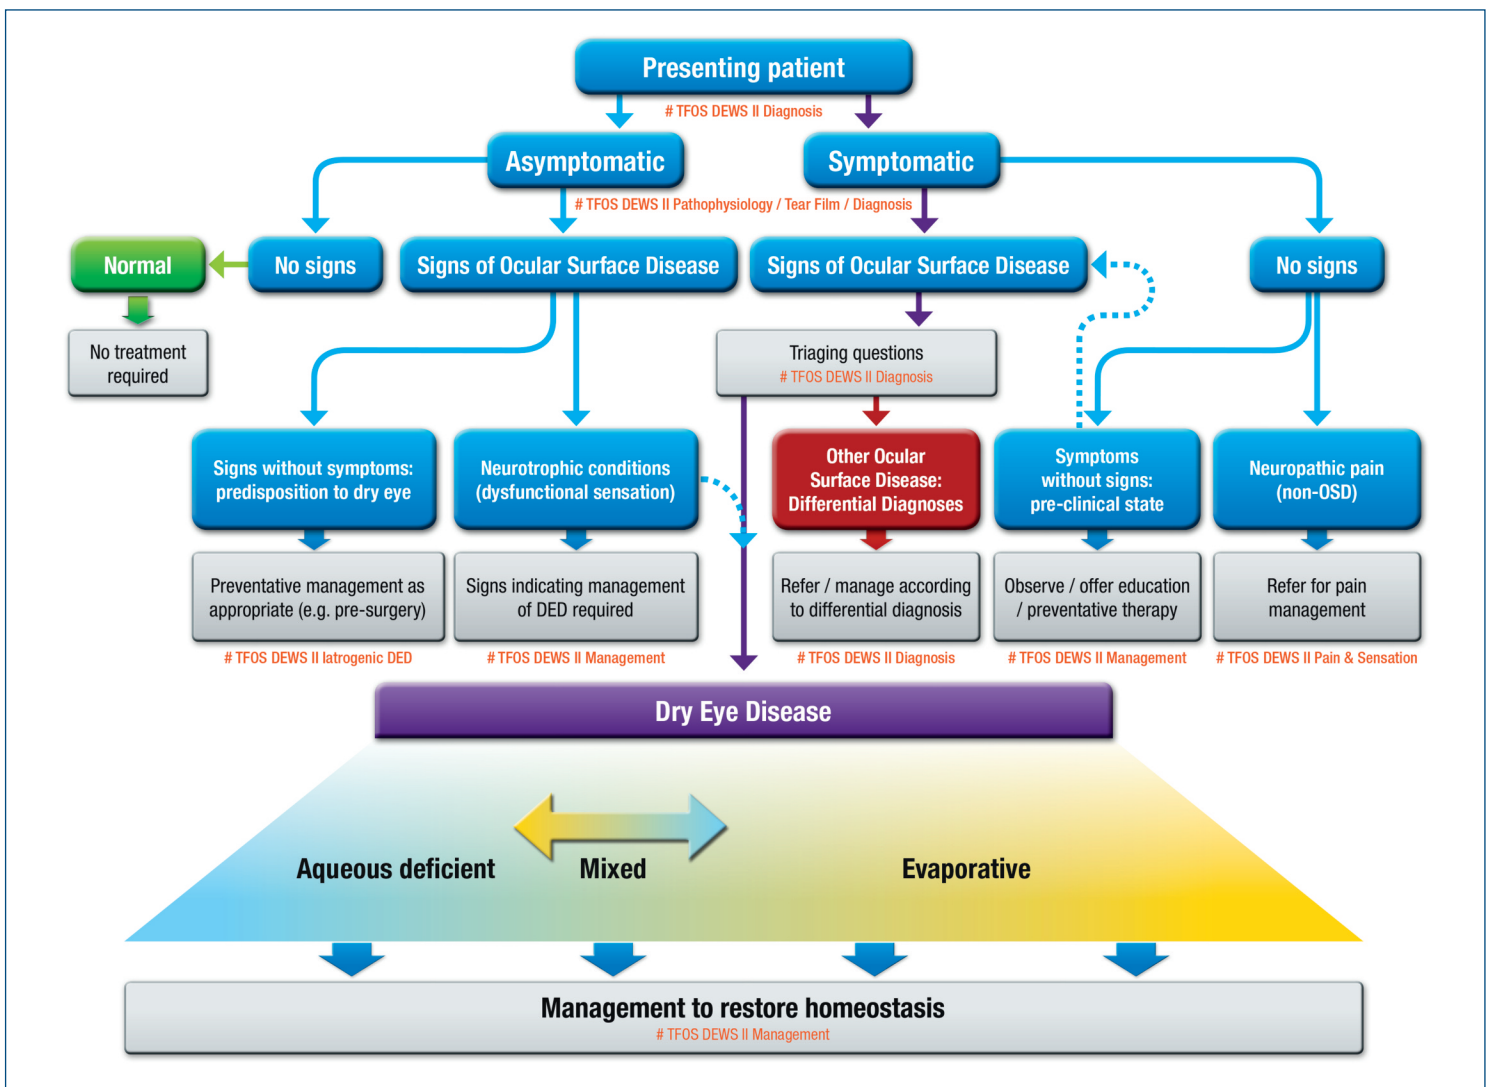 Presenting patient
# TFOS DEWS II Diagnosis
Asymptomatic
Symptomatic
# TFOS DEWS II Pathophysiology / Tear Film / Diagnosis
Normal
No signs
Signs of Ocular Surface Disease
Signs of Ocular Surface Disease
No signs
No treatment
required
Triaging questions
# TFOS DEWS II Diagnosis
Signs without symptoms:
predisposition to dry eye
Neurotrophic conditions
(dysfunctional sensation)
Other Ocular
Surface Disease:
Differential Diagnoses
Symptoms
without signs:
pre-clinical state
Neuropathic pain
(non-OSD)
Preventative management as
appropriate (e.g. pre-surgery)
Signs indicating management
of DED required
Refer / manage according
to differential diagnosis
Observe / offer education
/ preventative therapy
Refer for pain
management
# TFOS DEWS II Iatrogenic DED
# TFOS DEWS II Management
# TFOS DEWS II Diagnosis
# TFOS DEWS II Management
# TFOS DEWS II Pain & Sensation
Dry Eye Disease
Aqueous deficient
Mixed
Evaporative
Management to restore homeostasis
# TFOS DEWS II Management